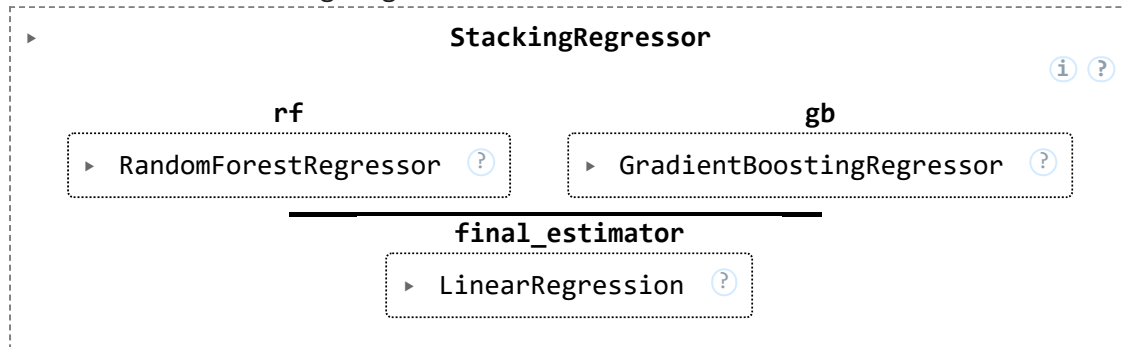 StackingRegressor
i ?
rf gb
RandomForestRegressor ? GradientBoostingRegressor ?
final_estimator
LinearRegression ?